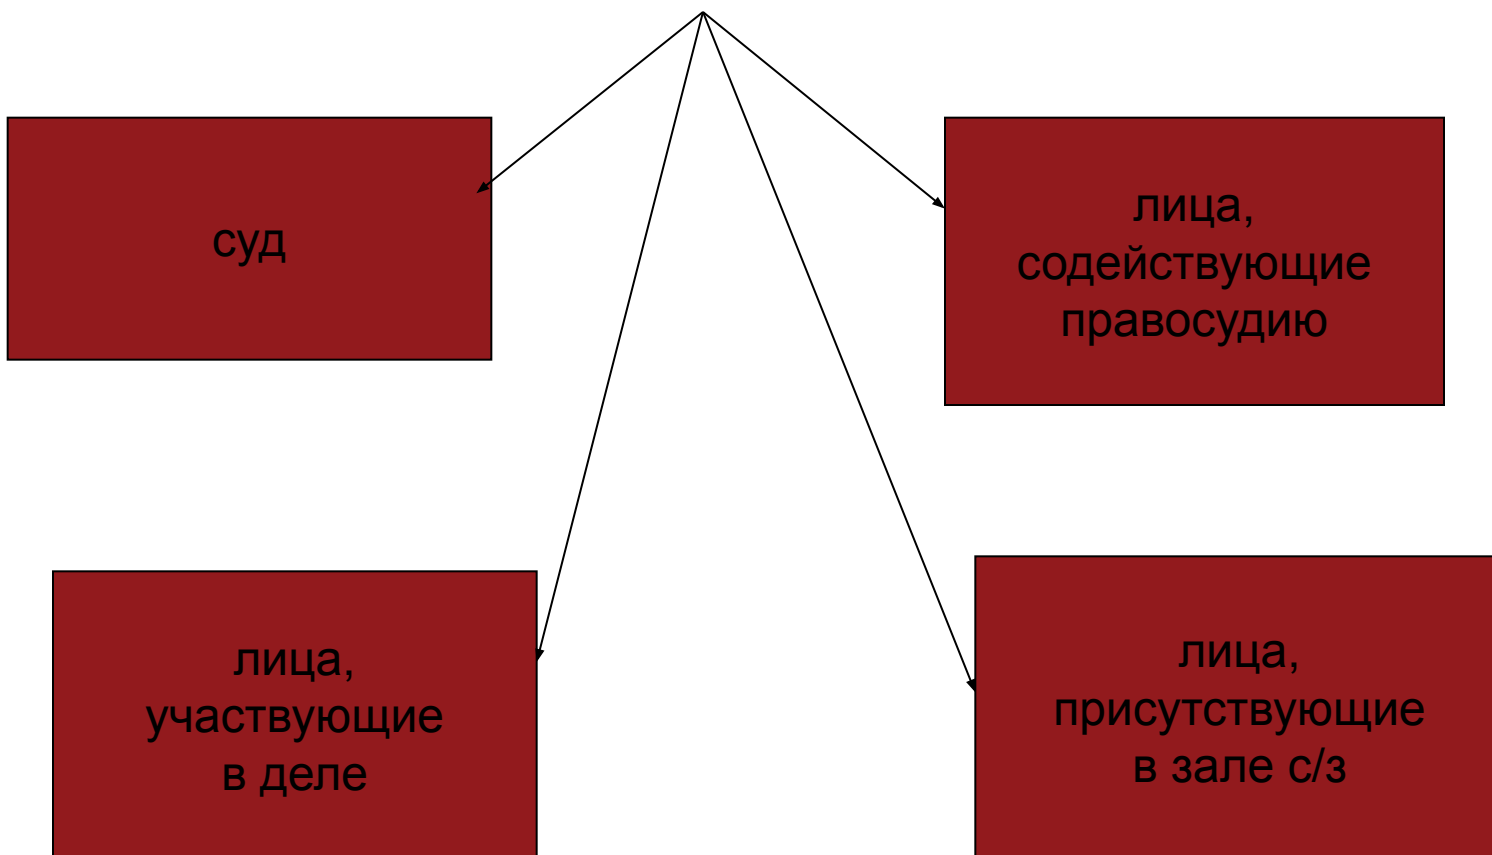 суд
лица,
содействующие
правосудию
лица,
участвующие
в деле
лица,
присутствующие
в зале с/з